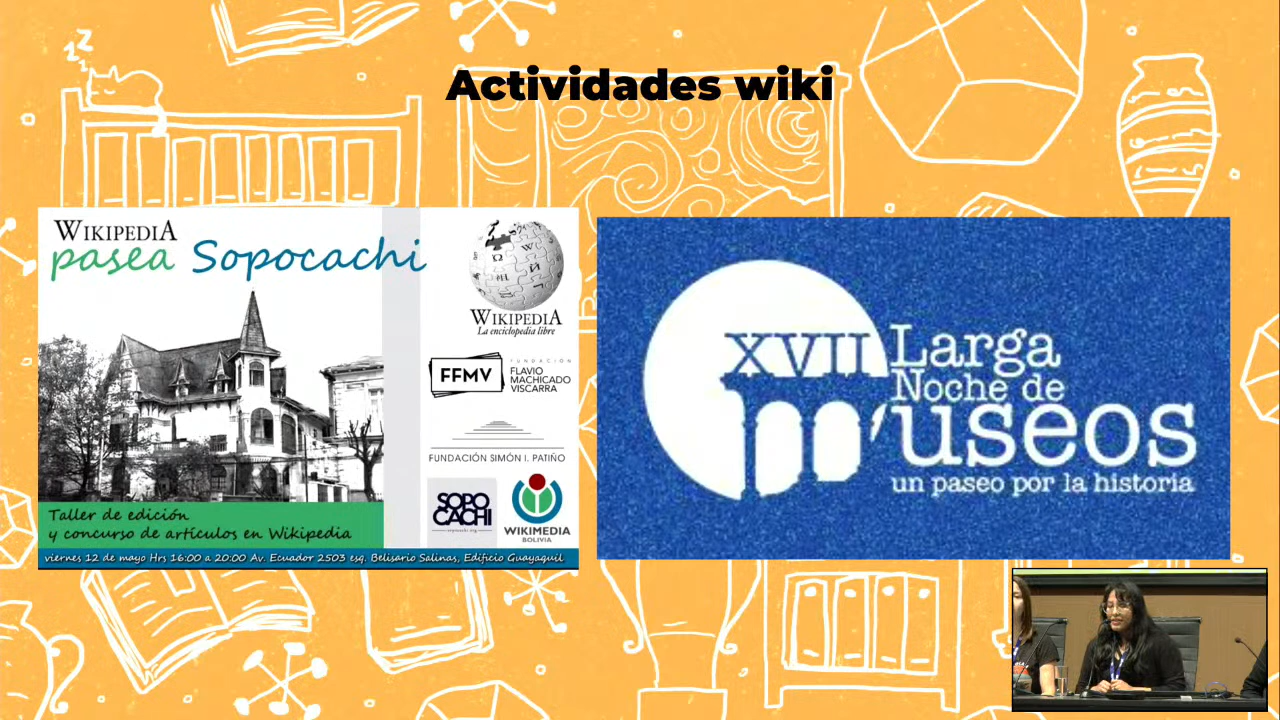 Actividades wiki
WIKIPEDIA
pasea Sopocachi
WIKIPEDIA
La enciclopedia libre
FFMV
FUNDACIÓN
FLAVIO
MACHICADO
VISCARRA
FUNDACIÓN SIMÓN I. PATIÑO
SOPO
CACHI
WIKIMEDIA
BOLIVIA
Taller de edición
y concurso de artículos en Wikipedia
viernes 12 de mayo Hrs 16:00 a 20:00 Av. Ecuador 2503 esq. Belisario Salinas, Edificio Guayaquil
XVII Larga
Noche de
museos
un paseo por la historia